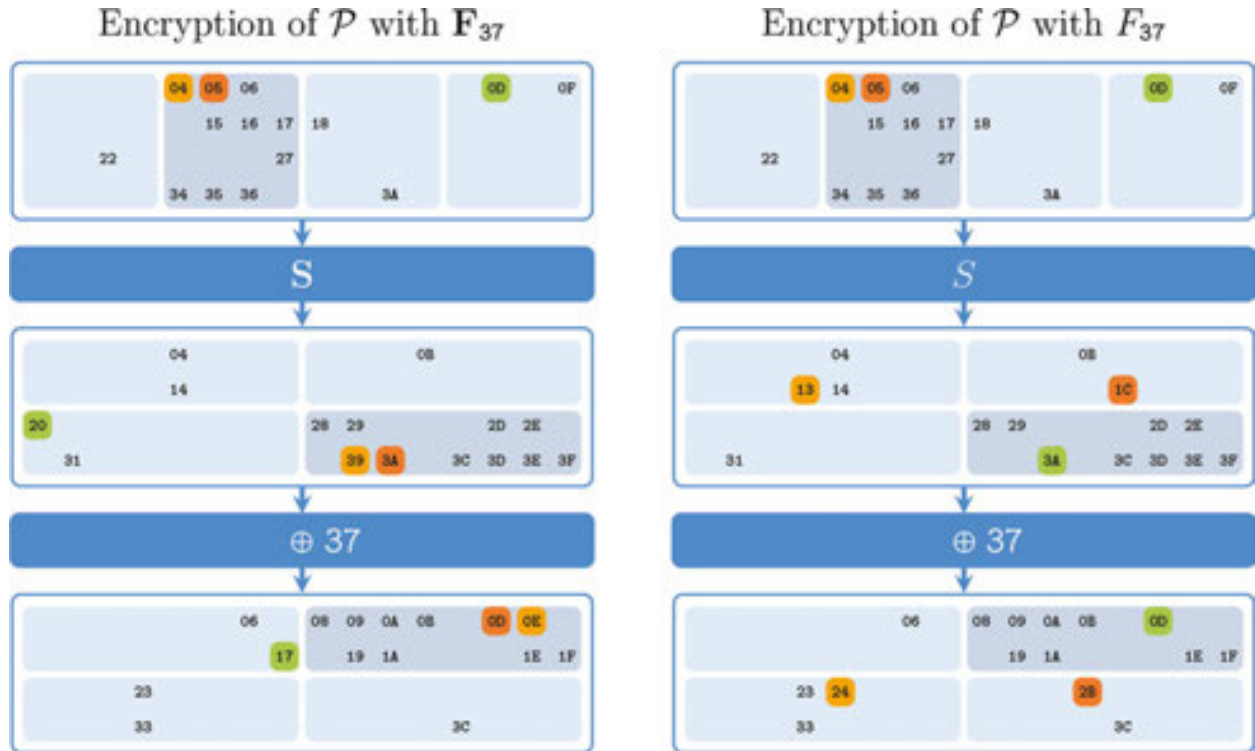 Encryption of 𝒫 with F₃₇
04 05 06 0D 0F
15 16 17 18
22 27
34 35 36 3A
S
04 0B
14
20 28 29 2D 2E
31 39 3A 3C 3D 3E 3F
⊕ 37
06 08 09 0A 0B 0D 0E
17 19 1A 1E 1F
23
33 3C
Encryption of 𝒫 with F₃₇
04 05 06 0D 0F
15 16 17 18
22 27
34 35 36 3A
S
04 0B
13 14 1C
28 29 2D 2E
31 3A 3C 3D 3E 3F
⊕ 37
06 08 09 0A 0B 0D
19 1A 1E 1F
23 24 2B
33 3C